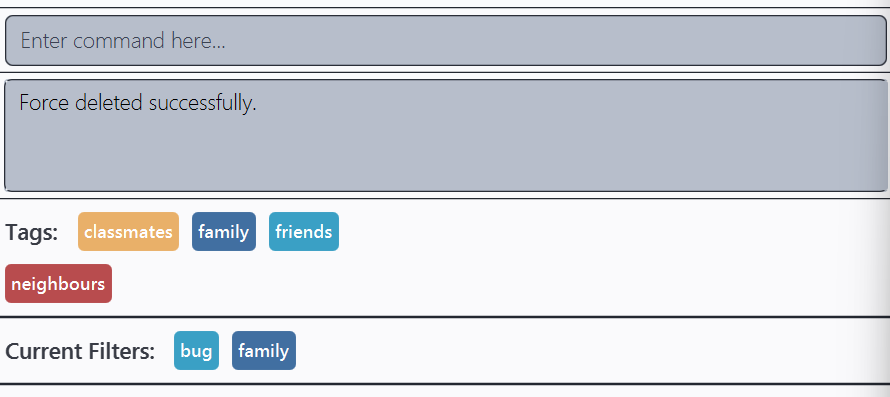 Enter command here...
Force deleted successfully.
Tags: classmates family friends
neighbours
Current Filters: bug family